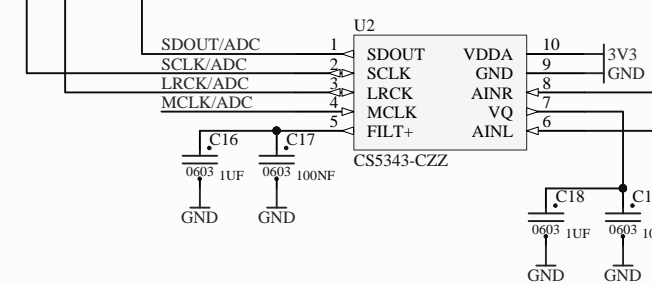 U2
SDOUT/ADC 1 SDOUT VDDA 10 3V3
SCLK/ADC 2 SCLK GND 9 GND
LRCK/ADC 3 LRCK AINR 8
MCLK/ADC 4 MCLK VQ 7
5 FILT+ AINL 6
CS5343-CZZ
C16 C17
0603 1UF 0603 100NF
GND GND
C18
0603 1UF 0603
GND GND